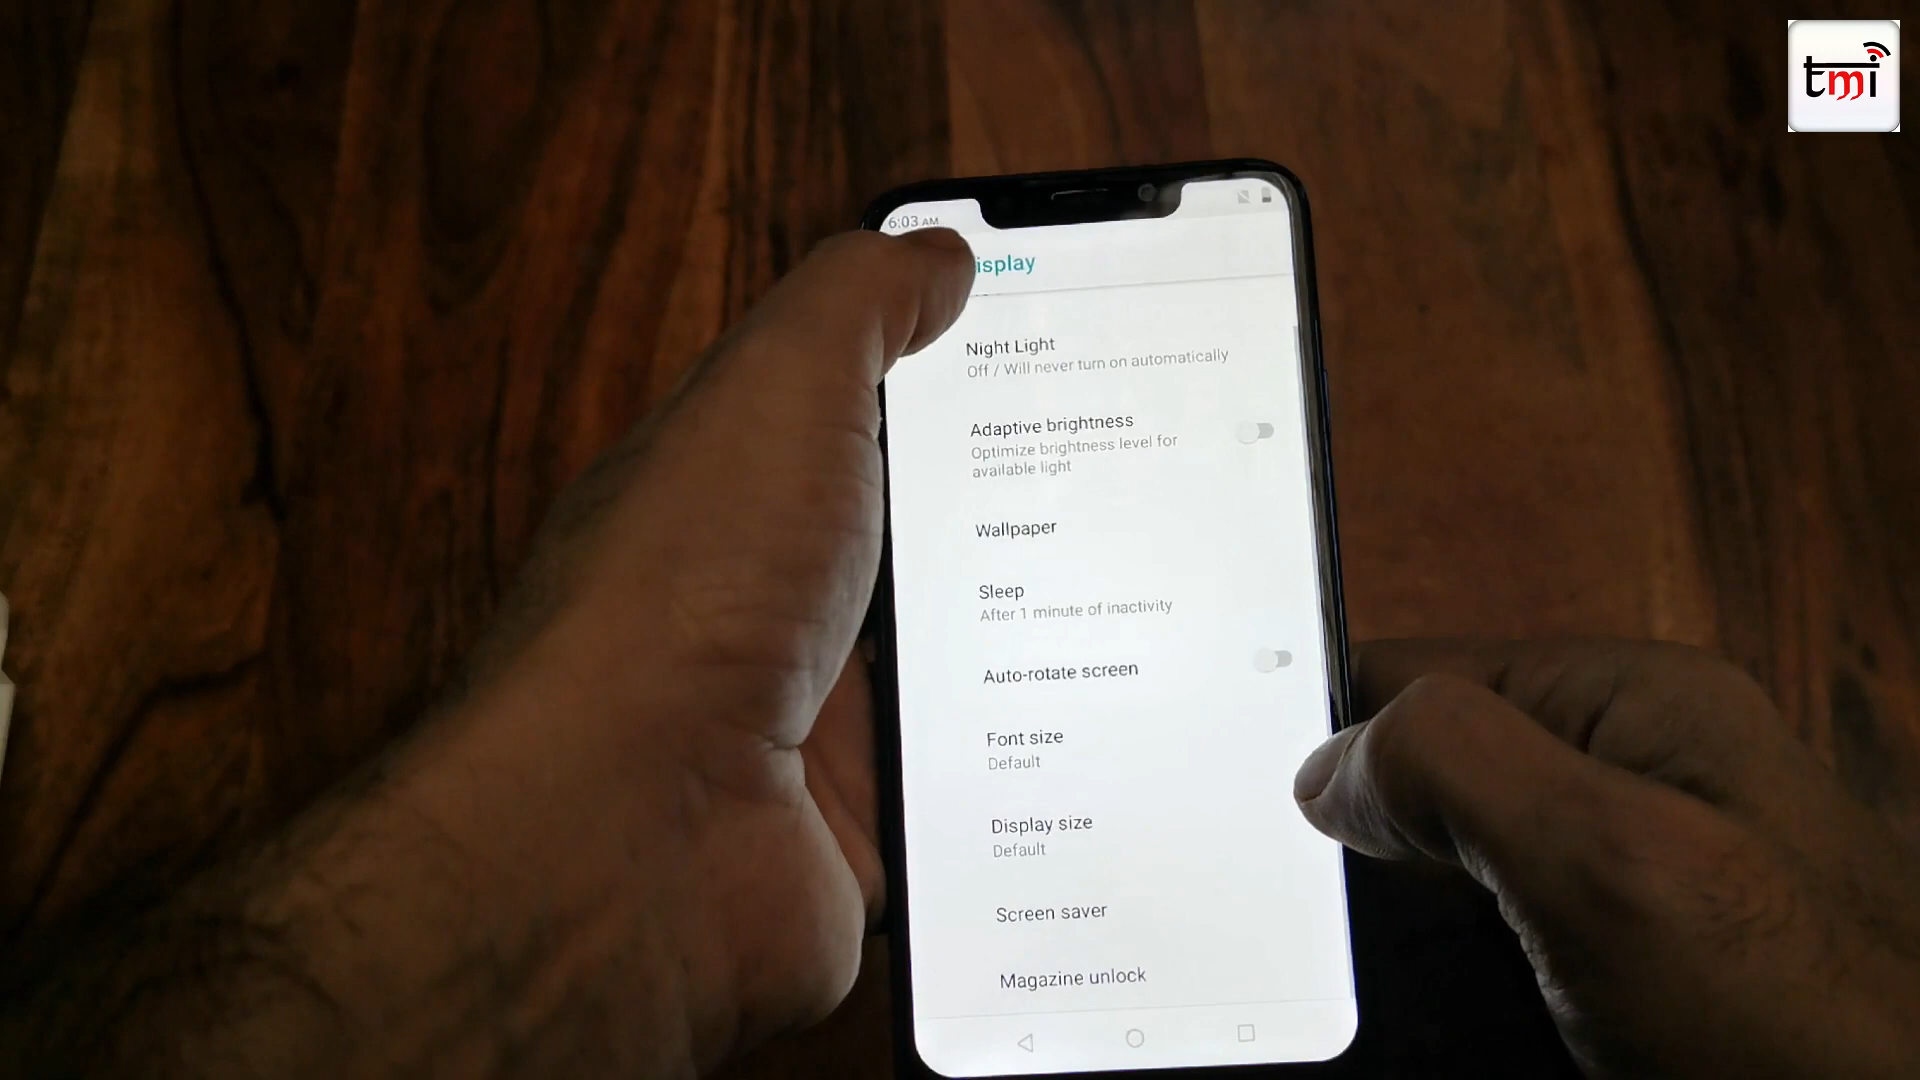 tmi
6:03 AM
isplay
Night Light
Off / Will never turn on automatically
Adaptive brightness
Optimize brightness level for
available light
Wallpaper
Sleep
After 1 minute of inactivity
Auto-rotate screen
Font size
Default
Display size
Default
Screen saver
Magazine unlock